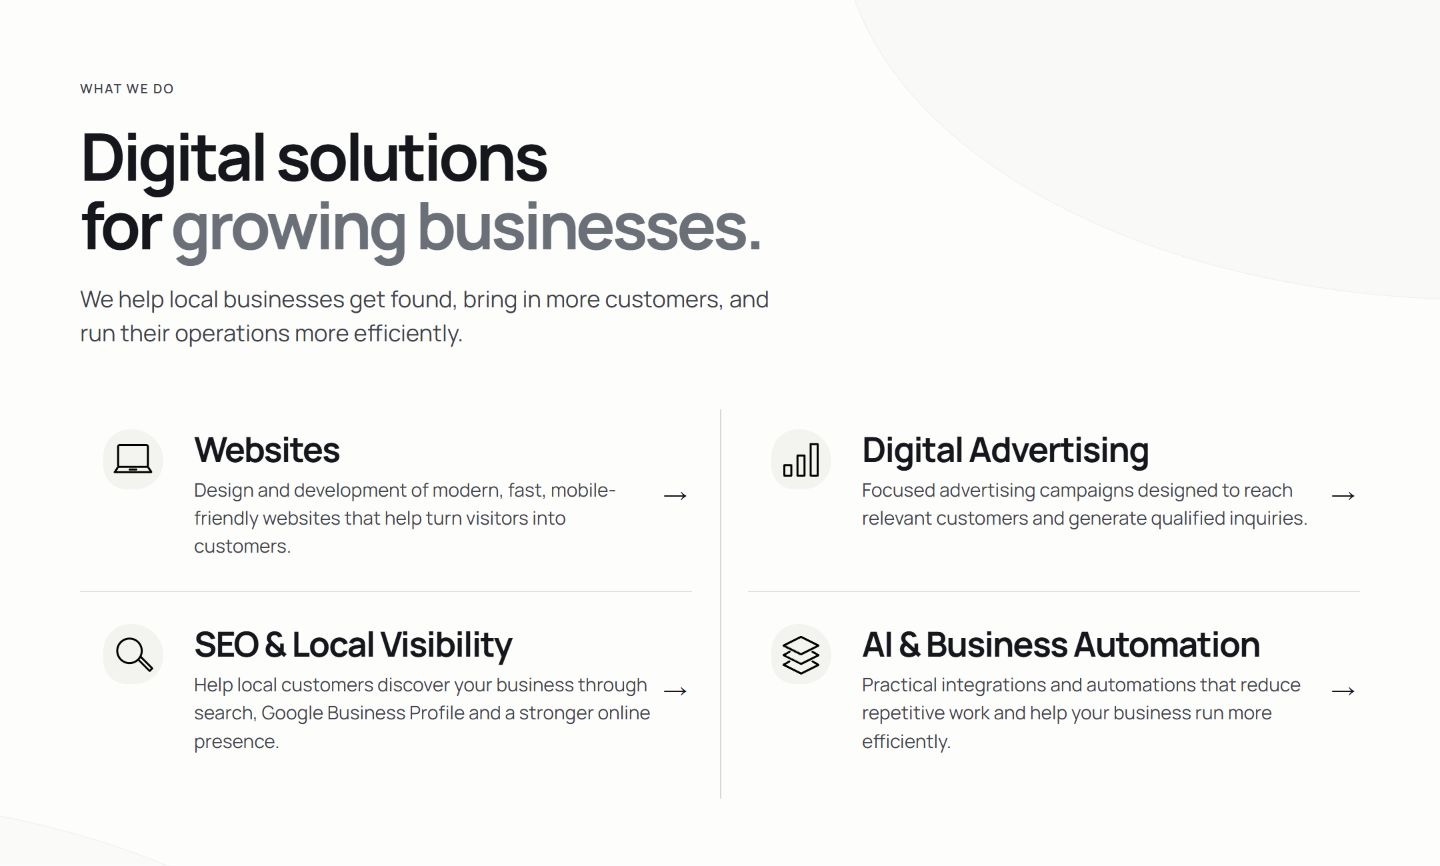 WHAT WE DO
Digital solutions
for growing businesses.
We help local businesses get found, bring in more customers, and
run their operations more efficiently.
Websites
Design and development of modern, fast, mobile-
friendly websites that help turn visitors into
customers.
→
Digital Advertising
Focused advertising campaigns designed to reach
relevant customers and generate qualified inquiries.
→
SEO & Local Visibility
Help local customers discover your business through
search, Google Business Profile and a stronger online
presence.
→
AI & Business Automation
Practical integrations and automations that reduce
repetitive work and help your business run more
efficiently.
→